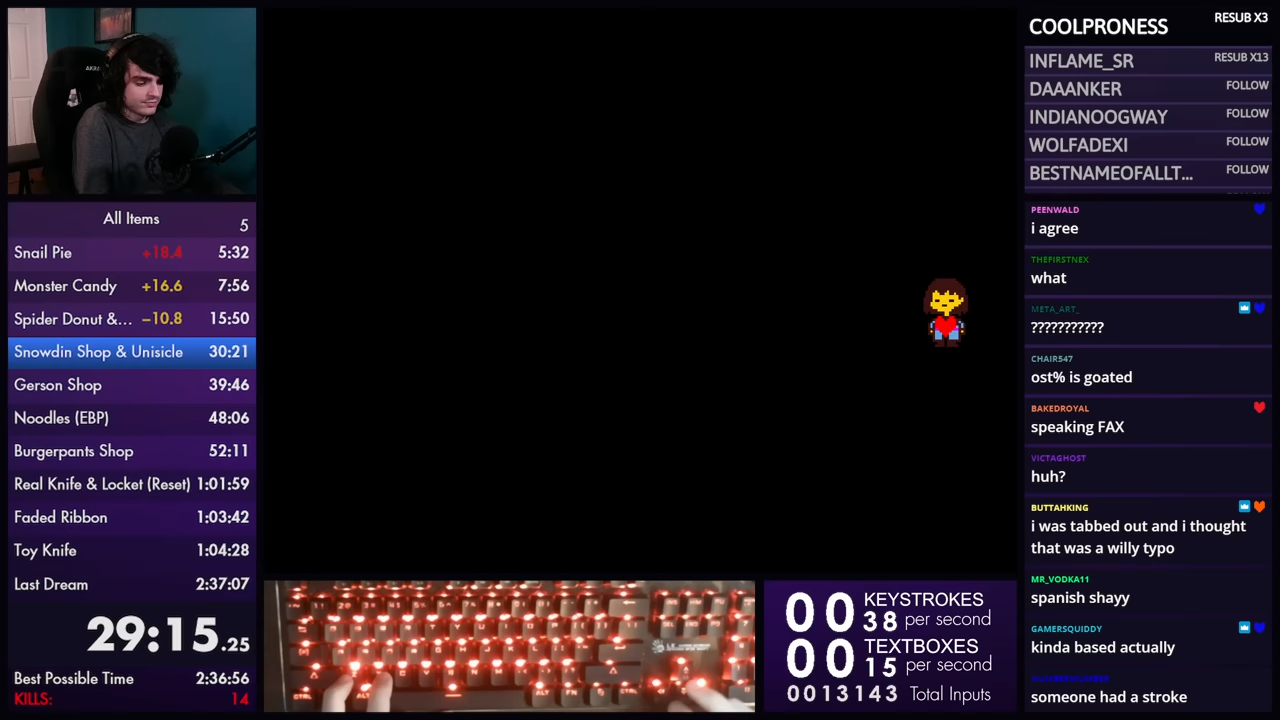 AKRA
All Items 5
Snail Pie +18.4 5:32
Monster Candy +16.6 7:56
Spider Donut &... −10.8 15:50
Snowdin Shop & Unisicle 30:21
Gerson Shop 39:46
Noodles (EBP) 48:06
Burgerpants Shop 52:11
Real Knife & Locket (Reset) 1:01:59
Faded Ribbon 1:03:42
Toy Knife 1:04:28
Last Dream 2:37:07
29:15.25
Best Possible Time 2:36:56
KILLS: 14
00 KEYSTROKES
38 per second
00 TEXTBOXES
15 per second
0013143 Total Inputs
COOLPRONESS RESUB X3
INFLAME_SR RESUB X13
DAAANKER FOLLOW
INDIANOOGWAY FOLLOW
WOLFADEXI FOLLOW
BESTNAMEOFALLT... FOLLOW
PEENWALD
i agree
THEFIRSTNEX
what
META_ART_
???????????
CHAIR547
ost% is goated
BAKEDROYAL
speaking FAX
VICTAGHOST
huh?
BUTTAHKING
i was tabbed out and i thought
that was a willy typo
MR_VODKA11
spanish shayy
GAMERSQUIDDY
kinda based actually
someone had a stroke